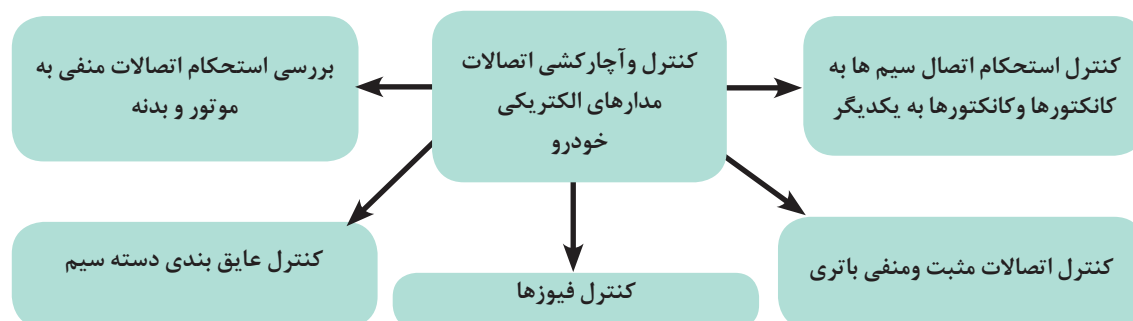 کنترل وآچارکشی اتصالات
مدارهای الکتریکی
خودرو
کنترل استحکام اتصال سیم ها به
کانکتورها وکانکتورها به یکدیگر
بررسی استحکام اتصالات منفی به
موتور و بدنه
کنترل اتصالات مثبت ومنفی باتری
کنترل فیوزها
کنترل عایق بندی دسته سیم